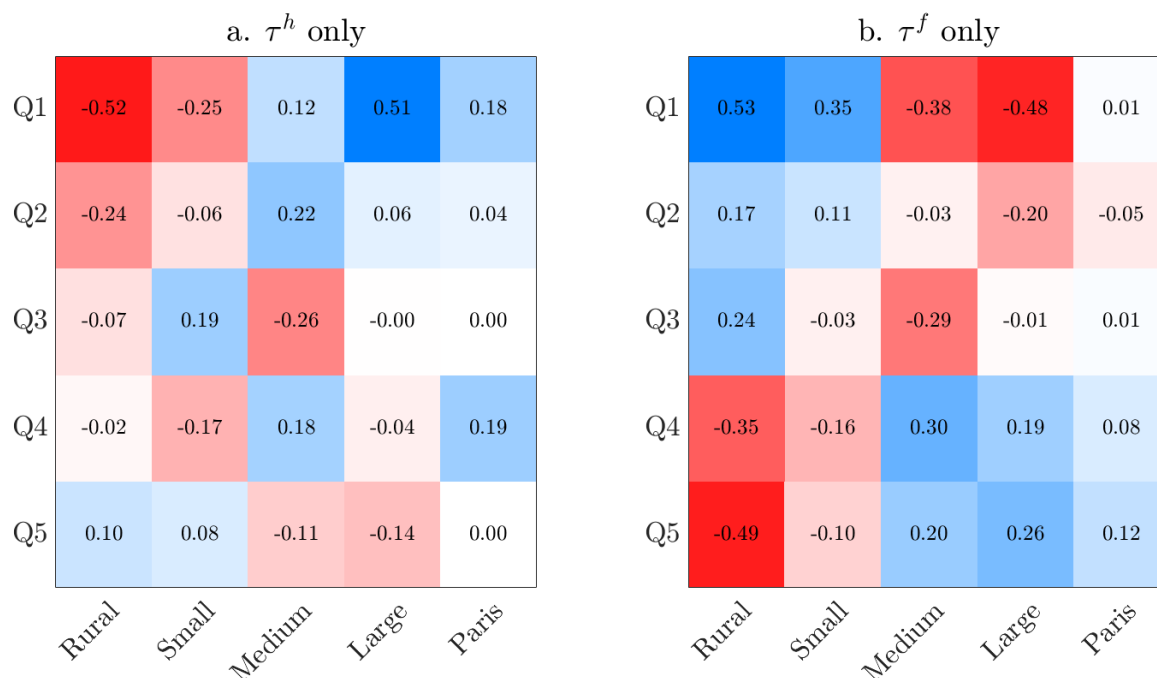 a. τ^h only
Q1 -0.52 -0.25 0.12 0.51 0.18
Q2 -0.24 -0.06 0.22 0.06 0.04
Q3 -0.07 0.19 -0.26 -0.00 0.00
Q4 -0.02 -0.17 0.18 -0.04 0.19
Q5 0.10 0.08 -0.11 -0.14 0.00
Rural Small Medium Large Paris
b. τ^f only
Q1 0.53 0.35 -0.38 -0.48 0.01
Q2 0.17 0.11 -0.03 -0.20 -0.05
Q3 0.24 -0.03 -0.29 -0.01 0.01
Q4 -0.35 -0.16 0.30 0.19 0.08
Q5 -0.49 -0.10 0.20 0.26 0.12
Rural Small Medium Large Paris